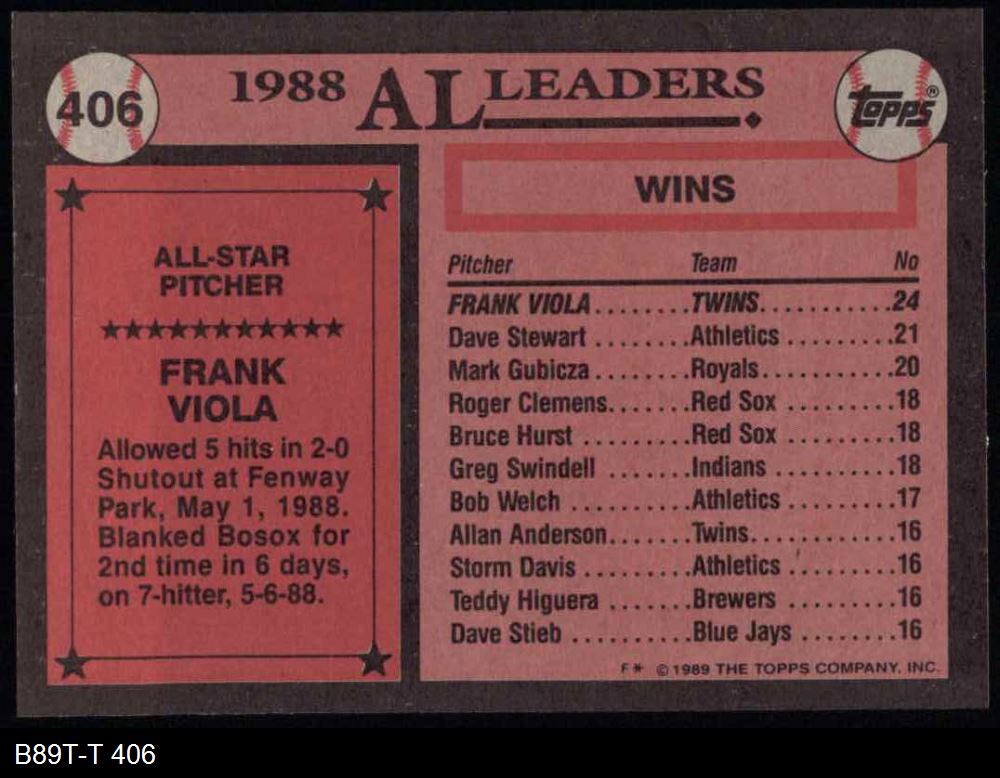 406
1988 AL LEADERS
Topps®
ALL-STAR
PITCHER
FRANK
VIOLA
Allowed 5 hits in 2-0
Shutout at Fenway
Park, May 1, 1988.
Blanked Bosox for
2nd time in 6 days,
on 7-hitter, 5-6-88.
WINS
Pitcher Team No
FRANK VIOLA........TWINS...........24
Dave Stewart ........Athletics .........21
Mark Gubicza ........Royals...........20
Roger Clemens.......Red Sox .........18
Bruce Hurst .........Red Sox .........18
Greg Swindell .......Indians ..........18
Bob Welch ..........Athletics .........17
Allan Anderson.......Twins............16
Storm Davis .........Athletics .........16
Teddy Higuera .......Brewers .........16
Dave Stieb ..........Blue Jays ........16
F* © 1989 THE TOPPS COMPANY, INC.
B89T-T 406